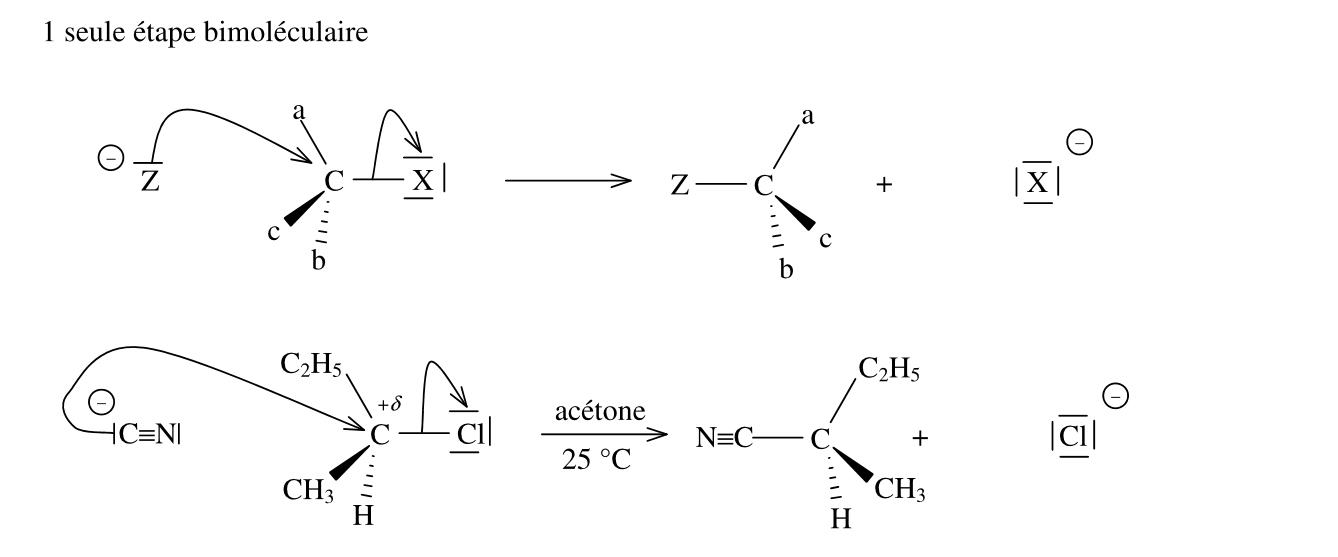 1 seule étape bimoléculaire
a a
⊖ Z C X| Z—C + |X| ⊖
c b c b
C₂H₅ C₂H₅
⊖ +δ acétone ⊖
|C≡N| C—Cl| N≡C—C + |Cl|
25 °C
CH₃ CH₃
H H